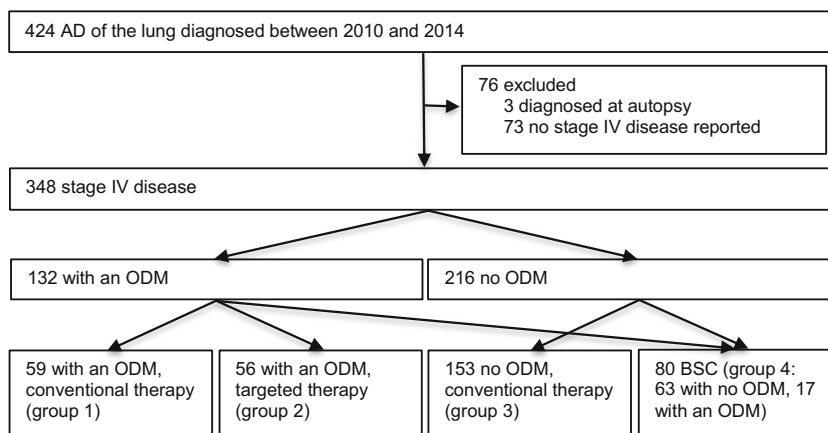 424 AD of the lung diagnosed between 2010 and 2014
76 excluded
3 diagnosed at autopsy
73 no stage IV disease reported
348 stage IV disease
132 with an ODM
216 no ODM
59 with an ODM,
conventional therapy
(group 1)
56 with an ODM,
targeted therapy
(group 2)
153 no ODM,
conventional therapy
(group 3)
80 BSC (group 4:
63 with no ODM, 17
with an ODM)